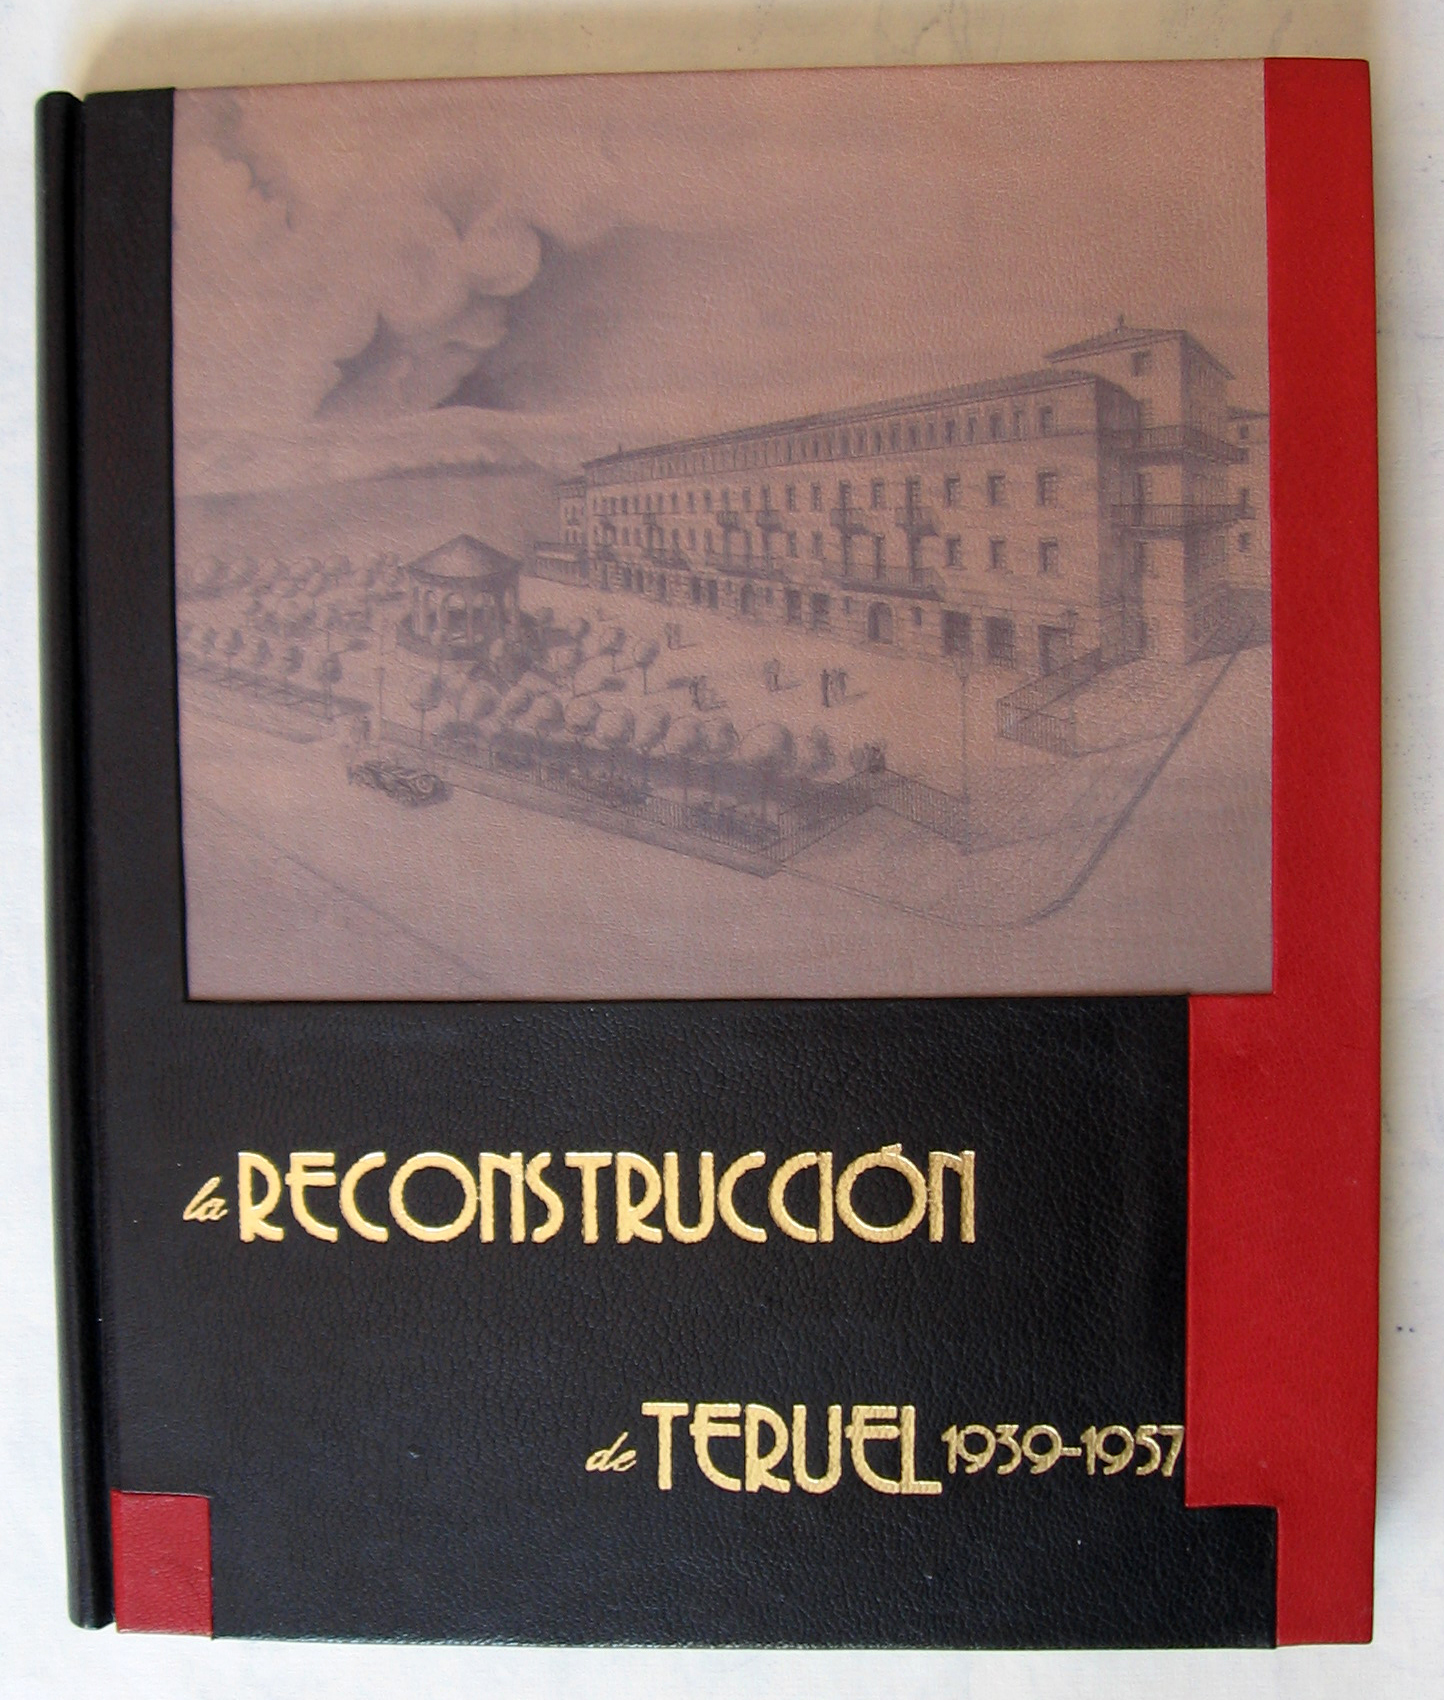 la RECONSTRUCCIÓN
de TERUEL 1939-1957